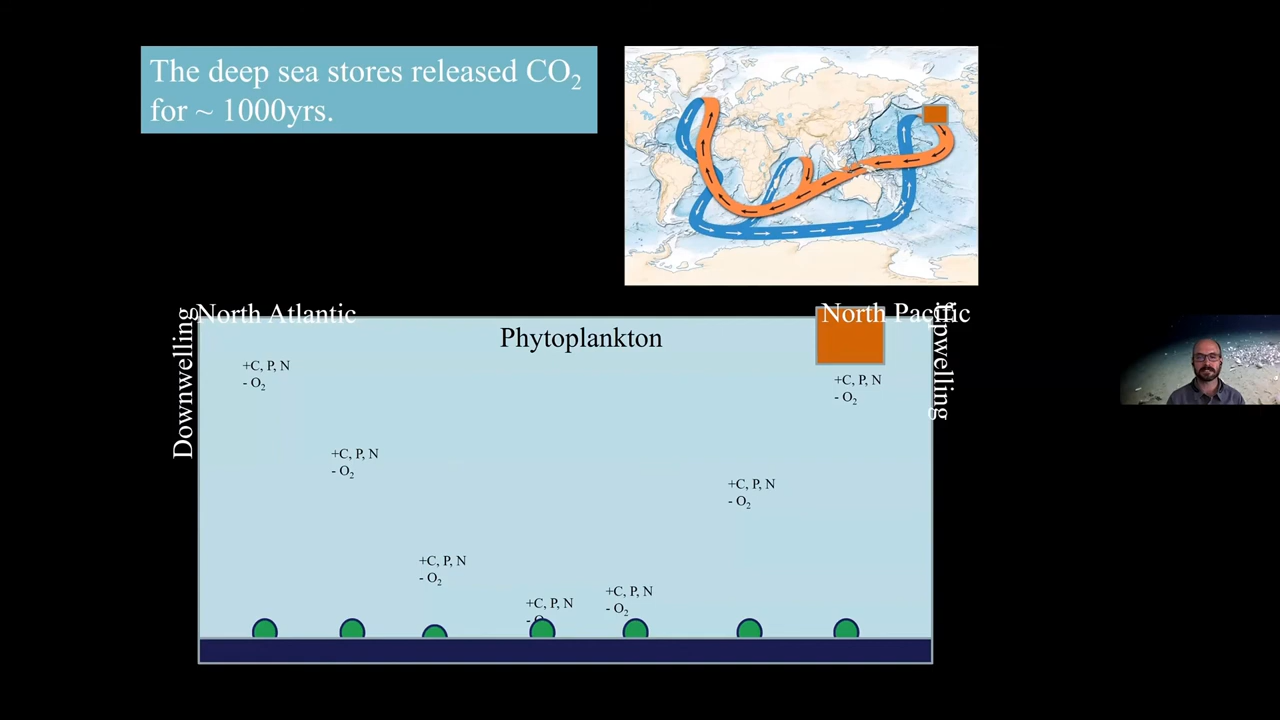 The deep sea stores released CO₂
for ~ 1000yrs.
North Atlantic
North Pacific
Downwelling
Phytoplankton
Upwelling
+C, P, N
- O₂
+C, P, N
- O₂
+C, P, N
- O₂
+C, P, N
- O₂
+C, P, N
- O₂
+C, P, N
- O₂
+C, P, N
- O₂